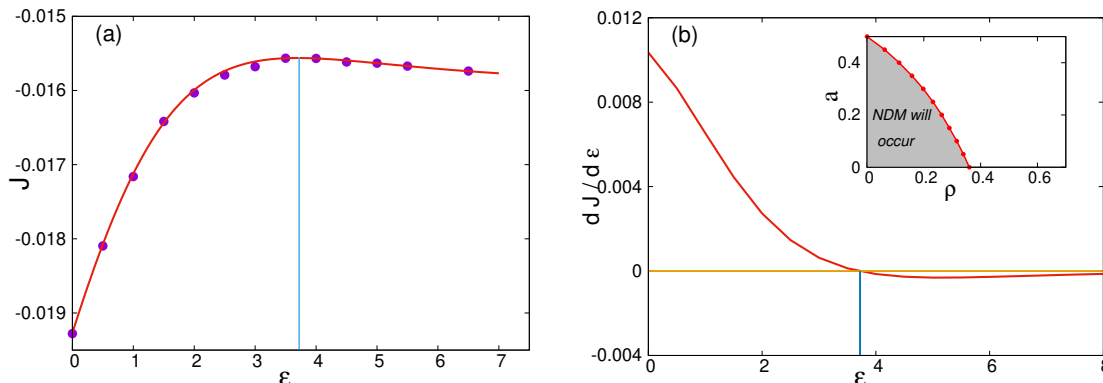 (a)
-0.015
-0.016
-0.017
-0.018
-0.019
J
0 1 2 3 4 5 6 7
ε
(b)
0.012
0.008
0.004
0
-0.004
d J / d ε
0 2 4 6 8
ε
0.4
0.2
0
a
NDM will
occur
0 0.2 0.4 0.6
ρ